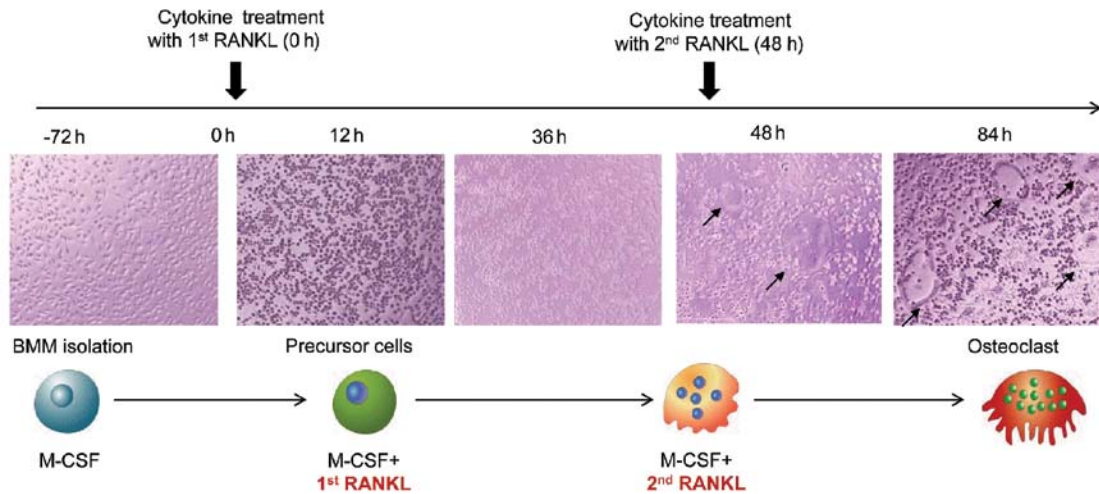 Cytokine treatment
with 1st RANKL (0 h)
Cytokine treatment
with 2nd RANKL (48 h)
-72 h
0 h
12 h
36 h
48 h
84 h
BMM isolation
Precursor cells
Osteoclast
M-CSF
M-CSF+
1st RANKL
M-CSF+
2nd RANKL